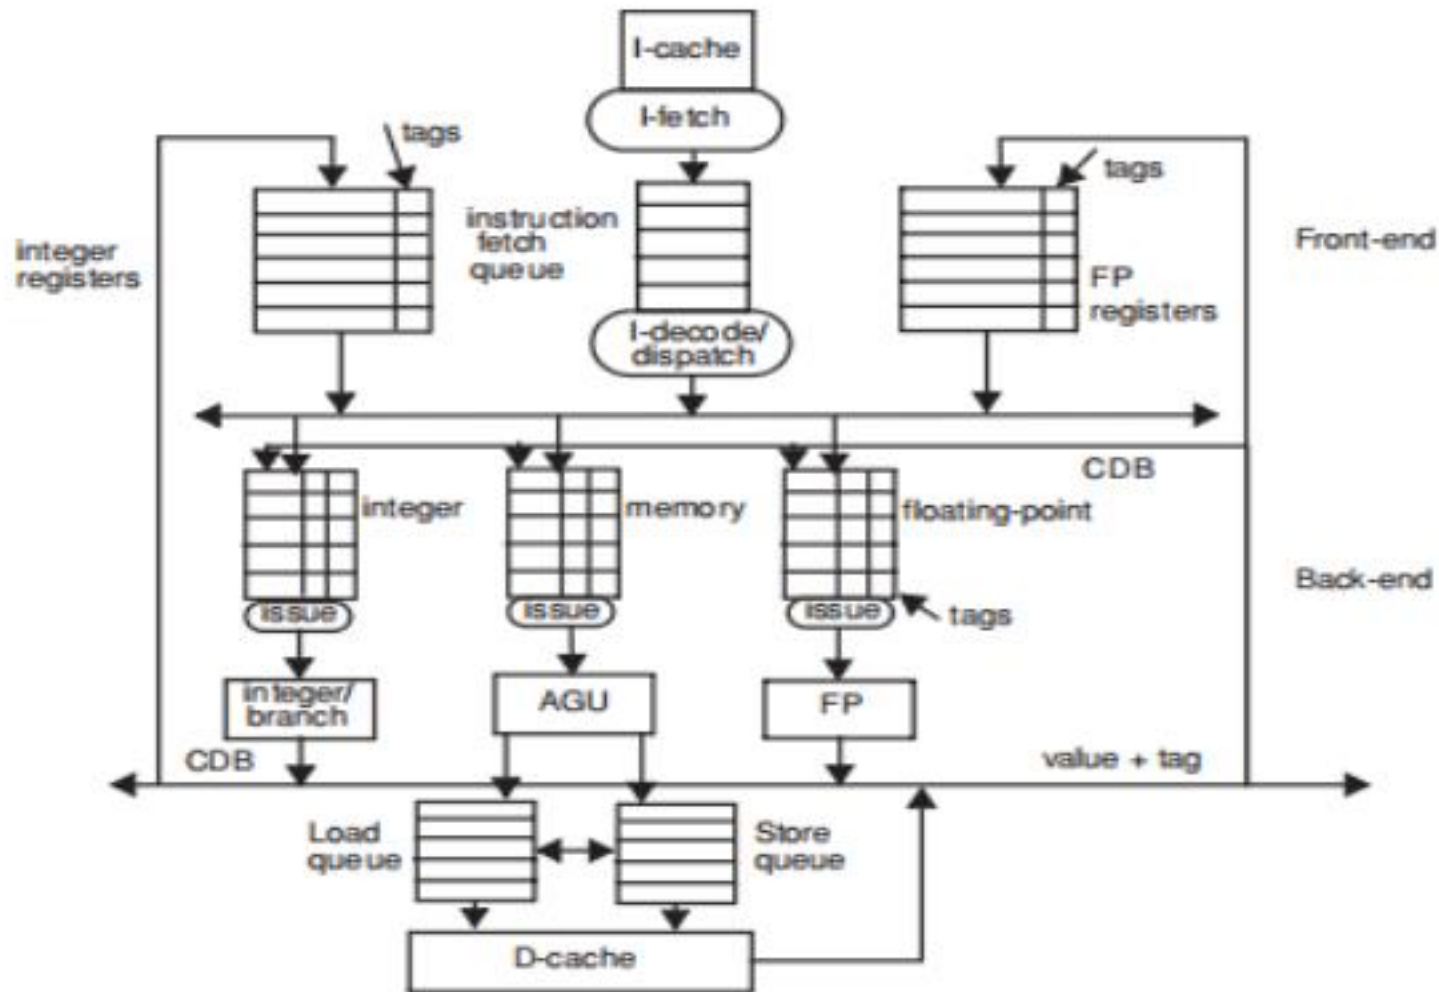 I-cache
I-fetch
tags
tags
integer
registers
instruction
fetch
queue
FP
registers
Front-end
I-decode/
dispatch
CDB
integer
memory
floating-point
Back-end
issue
issue
issue
tags
integer/
branch
AGU
FP
CDB
value + tag
Load
queue
Store
queue
D-cache